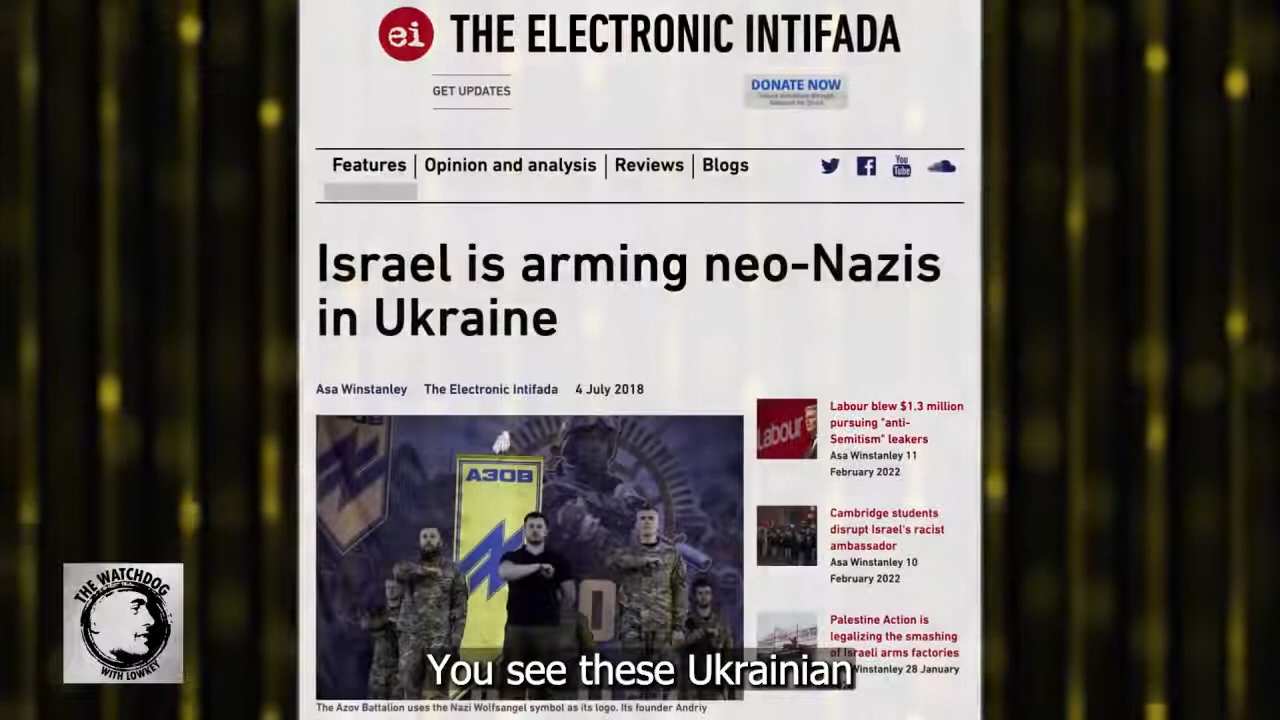 ei THE ELECTRONIC INTIFADA
GET UPDATES
DONATE NOW
Features | Opinion and analysis | Reviews | Blogs
You
Tube
Israel is arming neo-Nazis
in Ukraine
Asa Winstanley The Electronic Intifada 4 July 2018
АЗОВ
Labour
Labour blew $1.3 million
pursuing "anti-
Semitism" leakers
Asa Winstanley 11
February 2022
Cambridge students
disrupt Israel's racist
ambassador
Asa Winstanley 10
February 2022
Palestine Action is
legalizing the smashing
of Israeli arms factories
Winstanley 28 January
The Azov Battalion uses the Nazi Wolfsangel symbol as its logo. Its founder Andriy
THE WATCHDOG
WITH LOWKEY
You see these Ukrainian